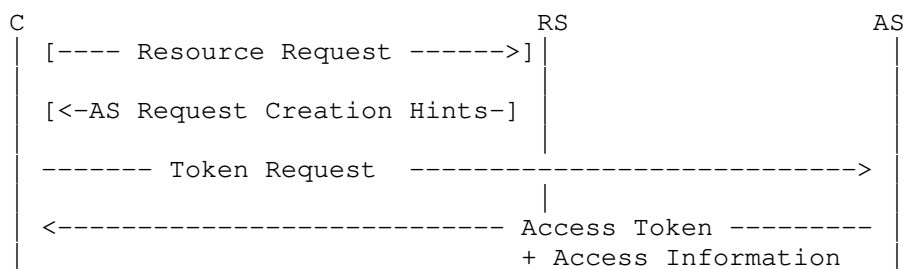 C RS AS
[---- Resource Request ------>]
[<-AS Request Creation Hints-]
------- Token Request ---------------------------->
<---------------------------- Access Token ---------
+ Access Information